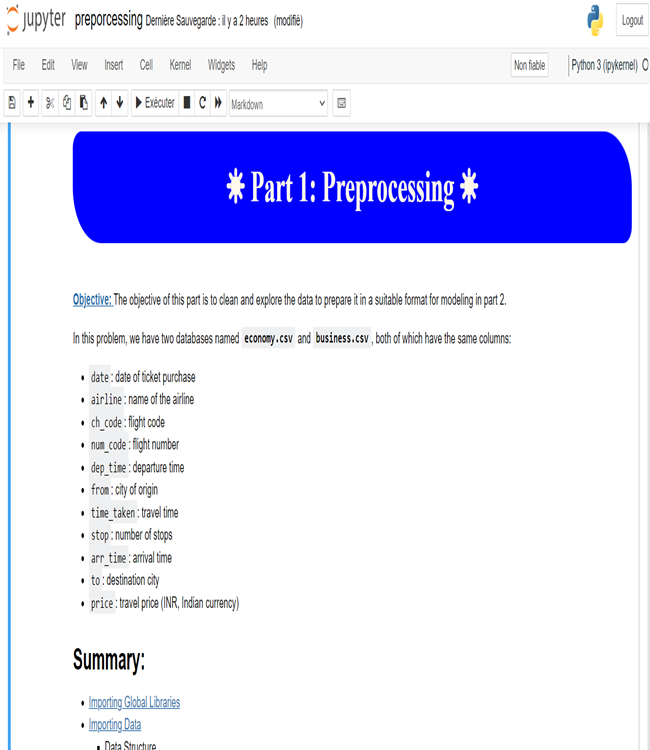 jupyter preporcessing Dernière Sauvegarde : il y a 2 heures (modifié)
Logout
File Edit View Insert Cell Kernel Widgets Help
Non fiable
Python 3 (ipykernel)
Exécuter
Markdown
Part 1: Preprocessing
Objective: The objective of this part is to clean and explore the data to prepare it in a suitable format for modeling in part 2.
In this problem, we have two databases named economy.csv and business.csv, both of which have the same columns:
date : date of ticket purchase
airline : name of the airline
ch_code : flight code
num_code : flight number
dep_time : departure time
from : city of origin
time_taken : travel time
stop : number of stops
arr_time : arrival time
to : destination city
price : travel price (INR, Indian currency)
Summary:
Importing Global Libraries
Importing Data
Data Structure